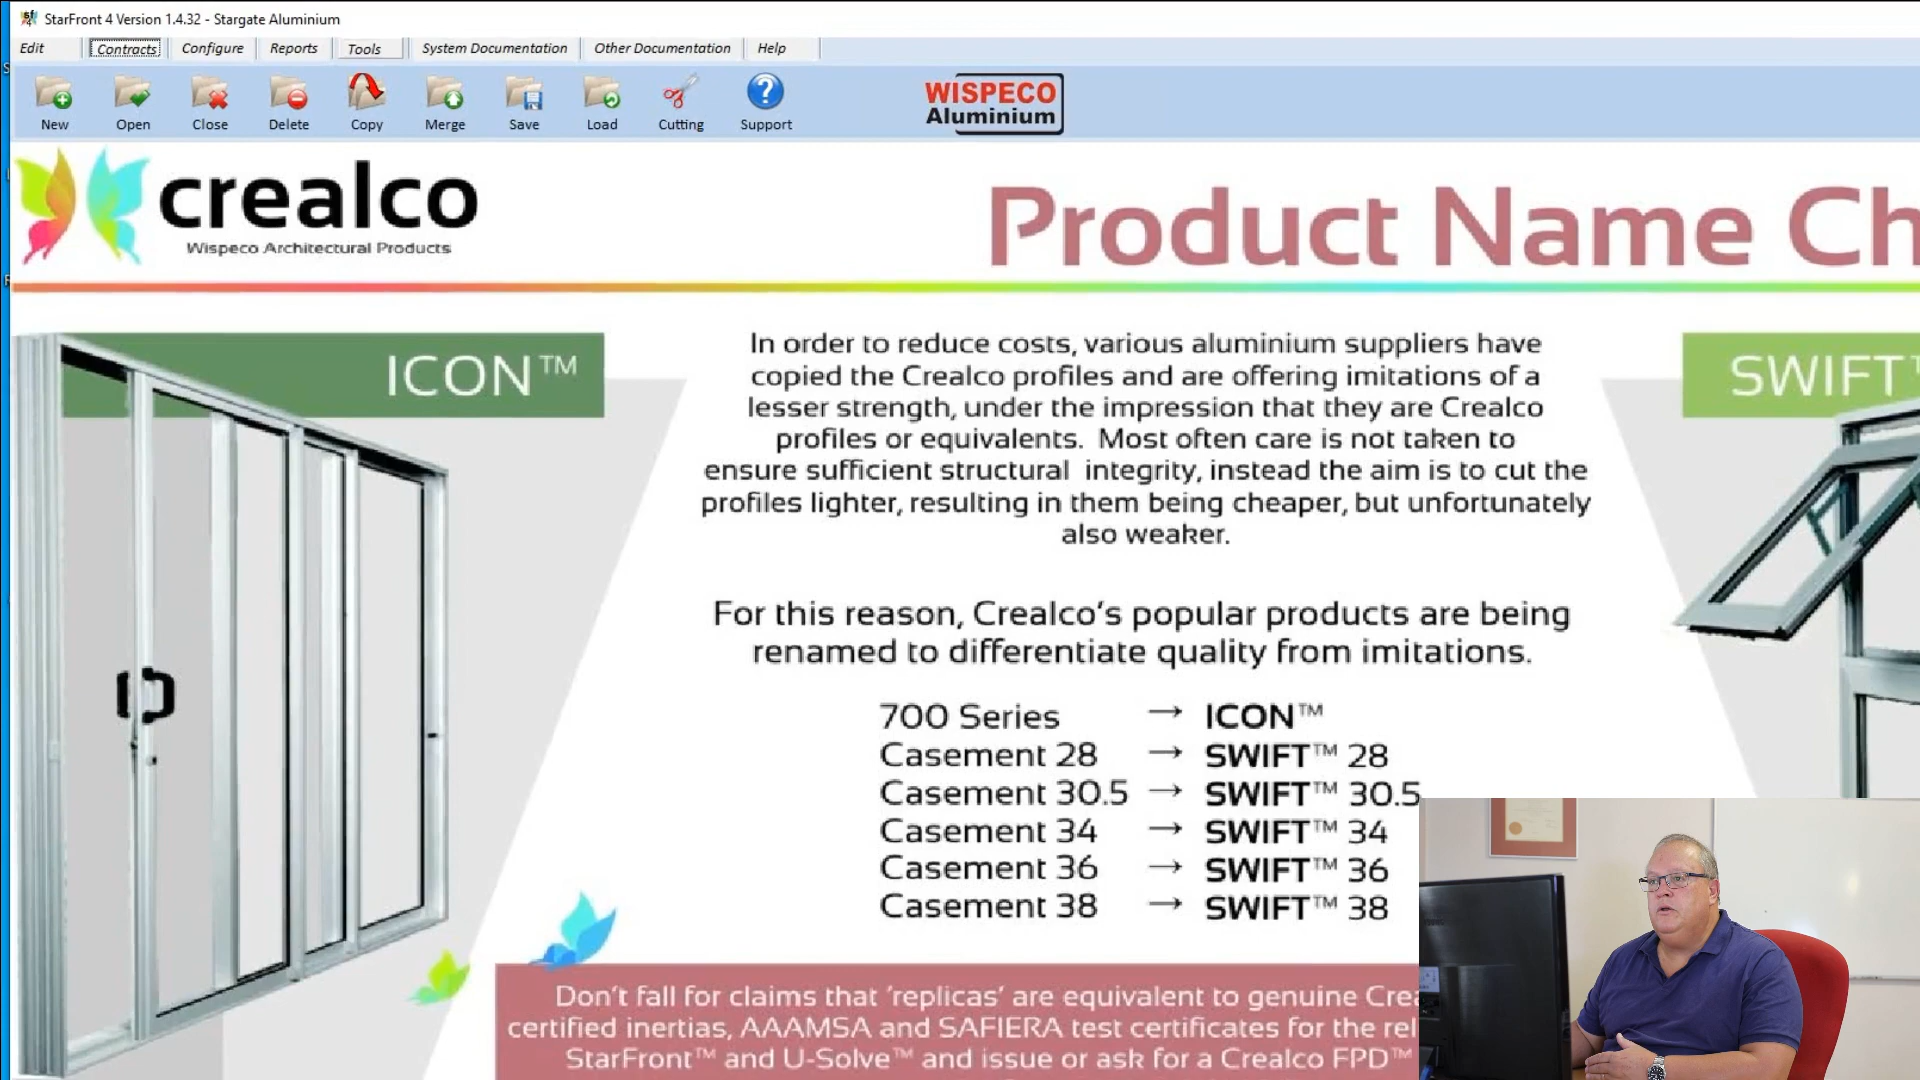 StarFront 4 Version 1.4.32 - Stargate Aluminium
Edit Contracts Configure Reports Tools System Documentation Other Documentation Help
New Open Close Delete Copy Merge Save Load Cutting Support
WISPECO
Aluminium
crealco
Wispeco Architectural Products
Product Name Ch
ICON™
SWIFT™
In order to reduce costs, various aluminium suppliers have
copied the Crealco profiles and are offering imitations of a
lesser strength, under the impression that they are Crealco
profiles or equivalents. Most often care is not taken to
ensure sufficient structural integrity, instead the aim is to cut the
profiles lighter, resulting in them being cheaper, but unfortunately
also weaker.
For this reason, Crealco's popular products are being
renamed to differentiate quality from imitations.
700 Series → ICON™
Casement 28 → SWIFT™ 28
Casement 30.5 → SWIFT™ 30.5
Casement 34 → SWIFT™ 34
Casement 36 → SWIFT™ 36
Casement 38 → SWIFT™ 38
Don't fall for claims that 'replicas' are equivalent to genuine Crea
certified inertias, AAAMSA and SAFIERA test certificates for the rel
StarFront™ and U-Solve™ and issue or ask for a Crealco FPD™